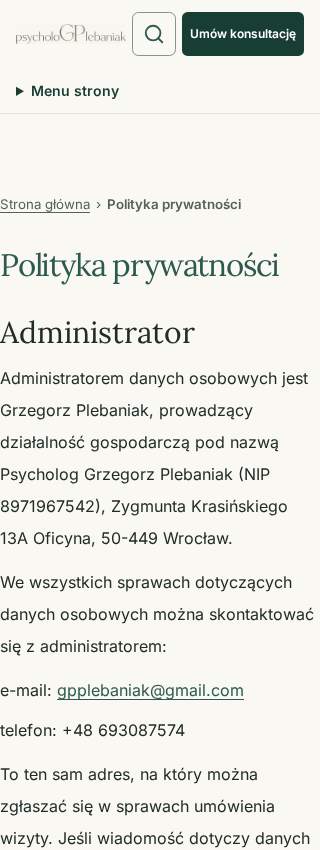 psycholoGPlebaniak
Umów konsultację
▶ Menu strony
Strona główna › Polityka prywatności
Polityka prywatności
Administrator
Administratorem danych osobowych jest
Grzegorz Plebaniak, prowadzący
działalność gospodarczą pod nazwą
Psycholog Grzegorz Plebaniak (NIP
8971967542), Zygmunta Krasińskiego
13A Oficyna, 50-449 Wrocław.
We wszystkich sprawach dotyczących
danych osobowych można skontaktować
się z administratorem:
e-mail: gpplebaniak@gmail.com
telefon: +48 693087574
To ten sam adres, na który można
zgłaszać się w sprawach umówienia
wizyty. Jeśli wiadomość dotyczy danych